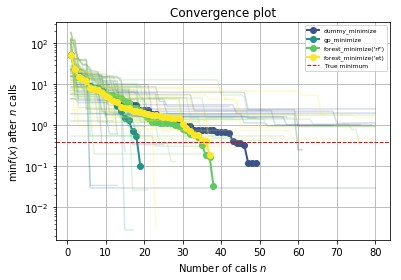 Convergence plot
min f(x) after n calls
10²
10¹
10⁰
10⁻¹
10⁻²
dummy_minimize
gp_minimize
forest_minimize('rf')
forest_minimize('et')
True minimum
0 10 20 30 40 50 60 70 80
Number of calls n